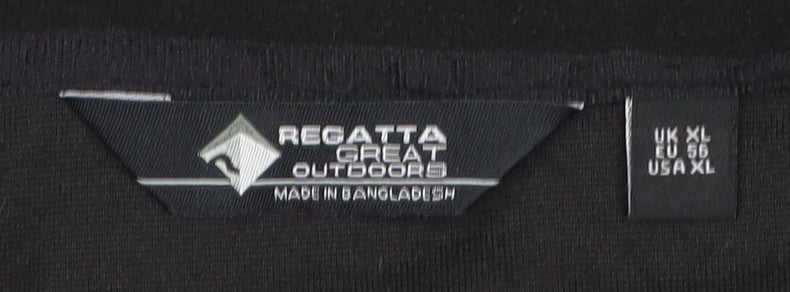 REGATTA
GREAT
OUTDOORS
MADE IN BANGLADESH
UK XL
EU 56
USA XL